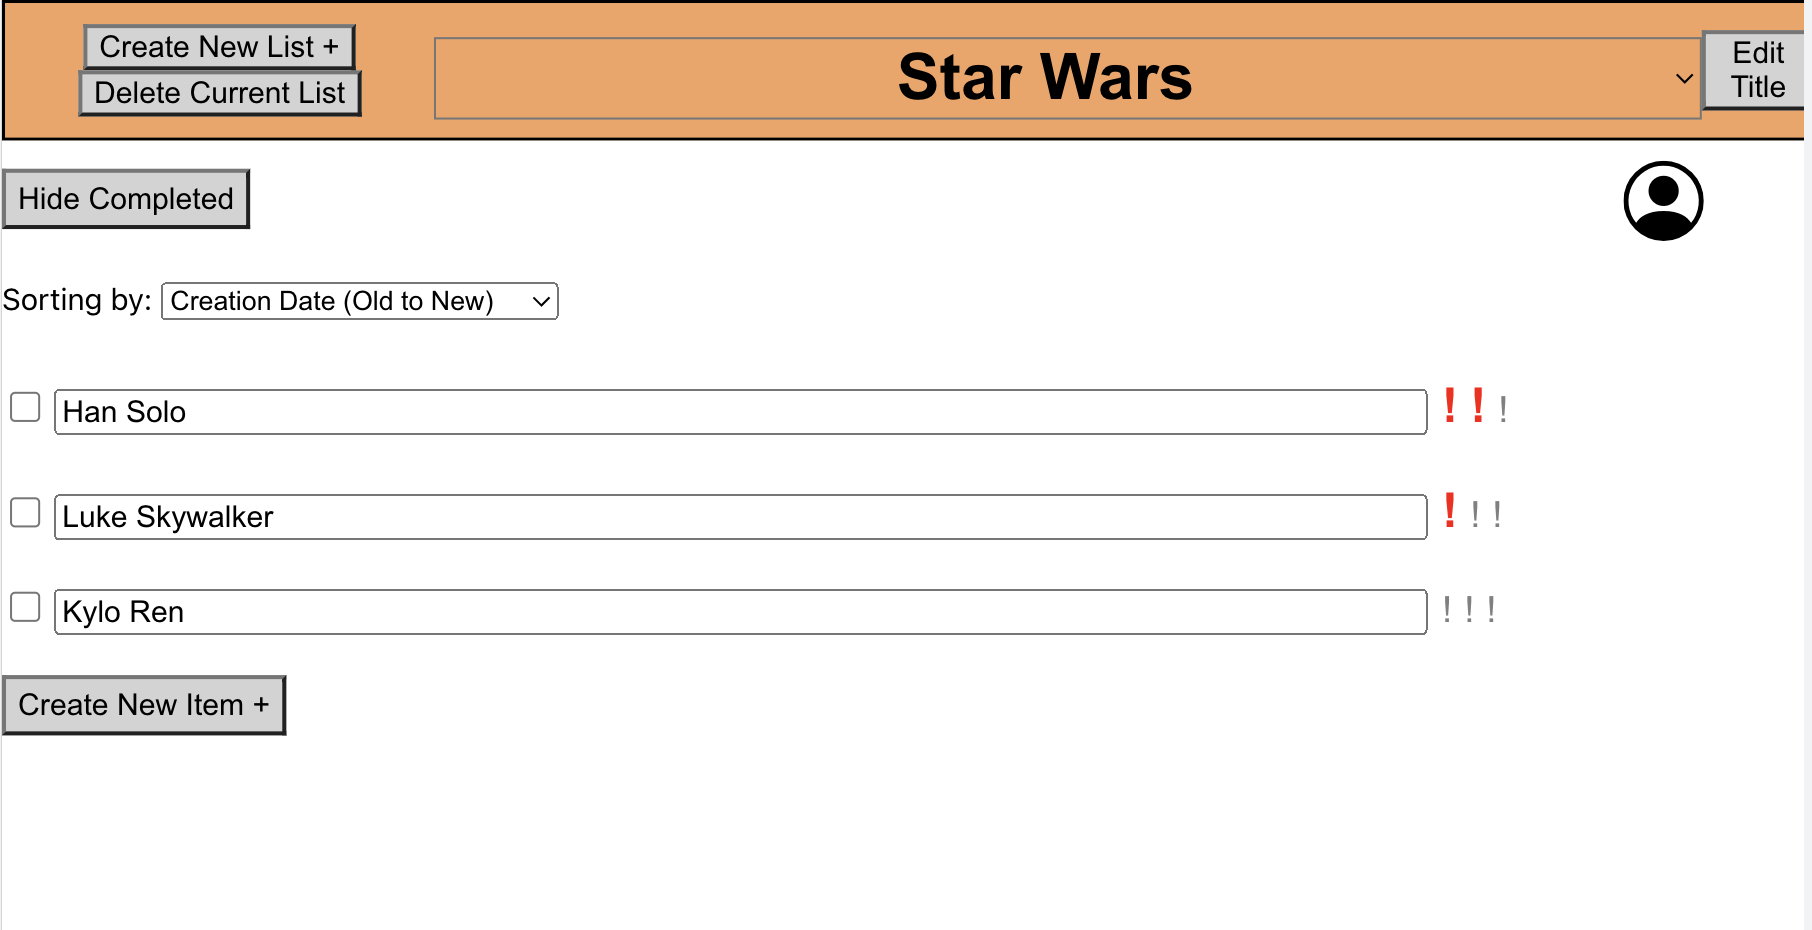 Create New List +
Delete Current List
Star Wars
Edit
Title
Hide Completed
Sorting by: Creation Date (Old to New)
Han Solo !!!
Luke Skywalker !!!
Kylo Ren !!!
Create New Item +